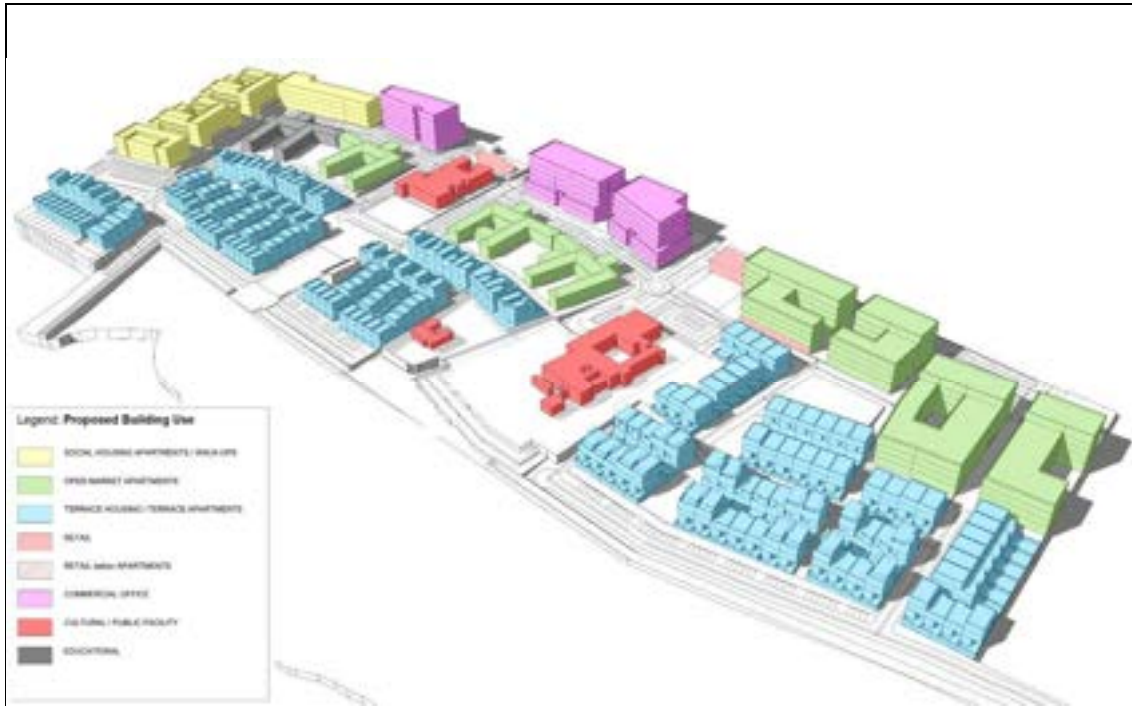 Legend: Proposed Building Use
SOCIAL HOUSING APARTMENTS / WALK-UPS
OPEN MARKET APARTMENTS
TERRACE HOUSING / TERRACE APARTMENTS
RETAIL
RETAIL below APARTMENTS
COMMERCIAL OFFICE
CULTURAL / PUBLIC FACILITY
EDUCATIONAL